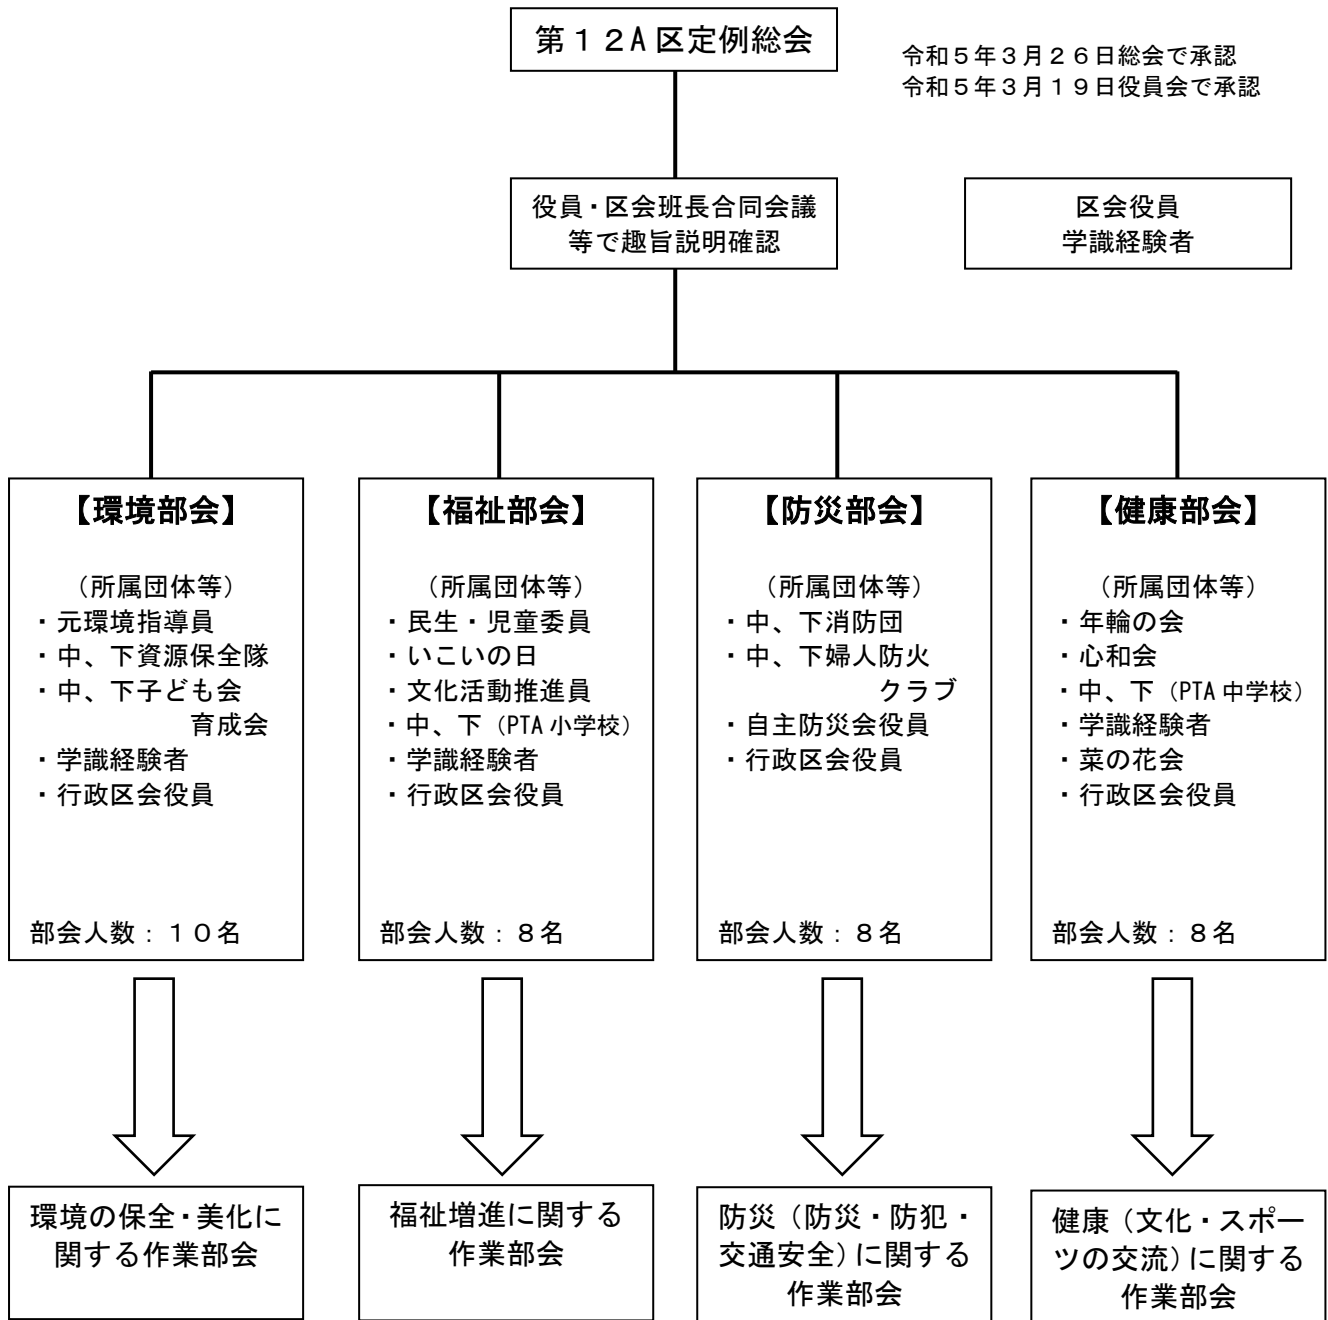 第１２A区定例総会
令和５年３月２６日総会で承認
令和５年３月１９日役員会で承認
役員・区会班長合同会議
等で趣旨説明確認
区会役員
学識経験者
【環境部会】
（所属団体等）
・元環境指導員
・中、下資源保全隊
・中、下子ども会
育成会
・学識経験者
・行政区会役員
部会人数：１０名
【福祉部会】
（所属団体等）
・民生・児童委員
・いこいの日
・文化活動推進員
・中、下（PTA小学校）
・学識経験者
・行政区会役員
部会人数：８名
【防災部会】
（所属団体等）
・中、下消防団
・中、下婦人防火
クラブ
・自主防災会役員
・行政区会役員
部会人数：８名
【健康部会】
（所属団体等）
・年輪の会
・心和会
・中、下（PTA中学校）
・学識経験者
・菜の花会
・行政区会役員
部会人数：８名
環境の保全・美化に
関する作業部会
福祉増進に関する
作業部会
防災（防災・防犯・
交通安全）に関する
作業部会
健康（文化・スポー
ツの交流）に関する
作業部会